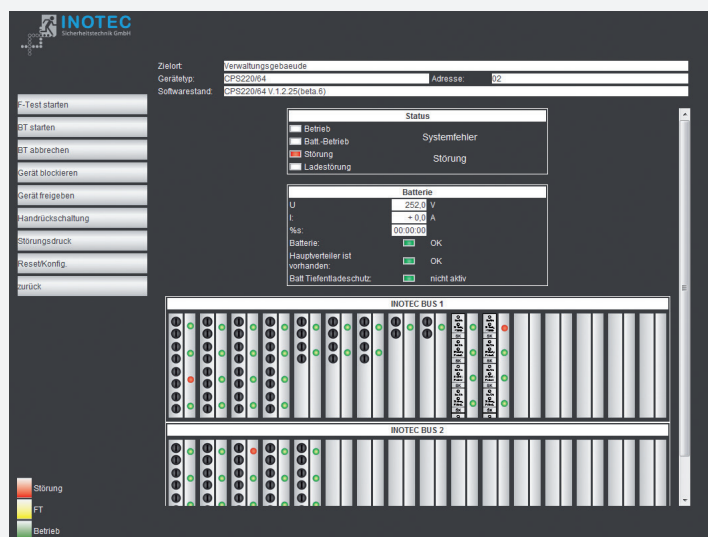 INOTEC
Sicherheitstechnik GmbH
Zielort: Verwaltungsgebaeude
Gerätetyp: CPS220/64 Adresse: 02
Softwarestand: CPS220/64 V.1.2.25(beta.6)
F-Test starten
BT starten
BT abbrechen
Gerät blockieren
Gerät freigeben
Handrückschaltung
Störungsdruck
Reset/Konfig.
zurück
Status
Betrieb
Batt.-Betrieb
Störung
Ladestörung
Systemfehler
Störung
Batterie
U 252,0 V
I: + 0,0 A
%s: 00:00:00
Batterie: OK
Hauptverteiler ist
vorhanden: OK
Batt Tiefentladeschutz: nicht aktiv
INOTEC BUS 1
INOTEC BUS 2
Störung
FT
Betrieb